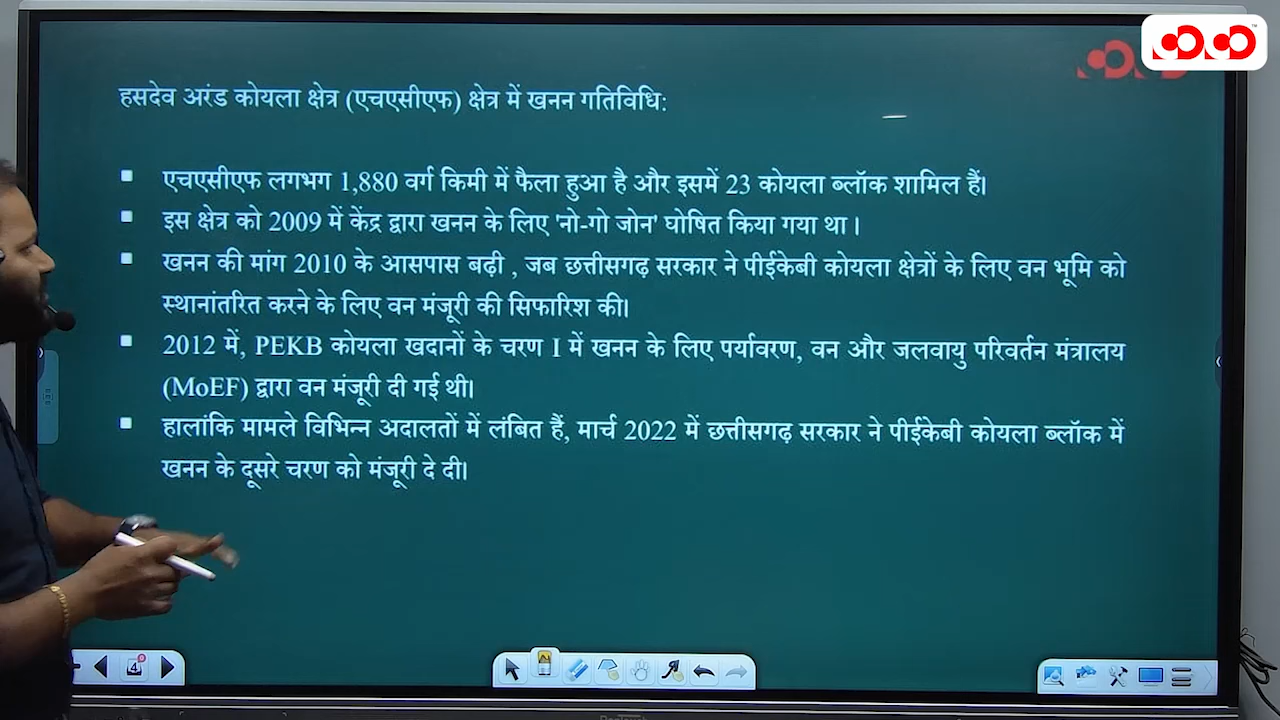 हसदेव अरंड कोयला क्षेत्र (एचएसीएफ) क्षेत्र में खनन गतिविधि:
एचएसीएफ लगभग 1,880 वर्ग किमी में फैला हुआ है और इसमें 23 कोयला ब्लॉक शामिल हैं।
इस क्षेत्र को 2009 में केंद्र द्वारा खनन के लिए 'नो-गो जोन' घोषित किया गया था ।
खनन की मांग 2010 के आसपास बढ़ी , जब छत्तीसगढ़ सरकार ने पीईकेबी कोयला क्षेत्रों के लिए वन भूमि को
स्थानांतरित करने के लिए वन मंजूरी की सिफारिश की।
2012 में, PEKB कोयला खदानों के चरण I में खनन के लिए पर्यावरण, वन और जलवायु परिवर्तन मंत्रालय
(MoEF) द्वारा वन मंजूरी दी गई थी।
हालांकि मामले विभिन्न अदालतों में लंबित हैं, मार्च 2022 में छत्तीसगढ़ सरकार ने पीईकेबी कोयला ब्लॉक में
खनन के दूसरे चरण को मंजूरी दे दी।
4